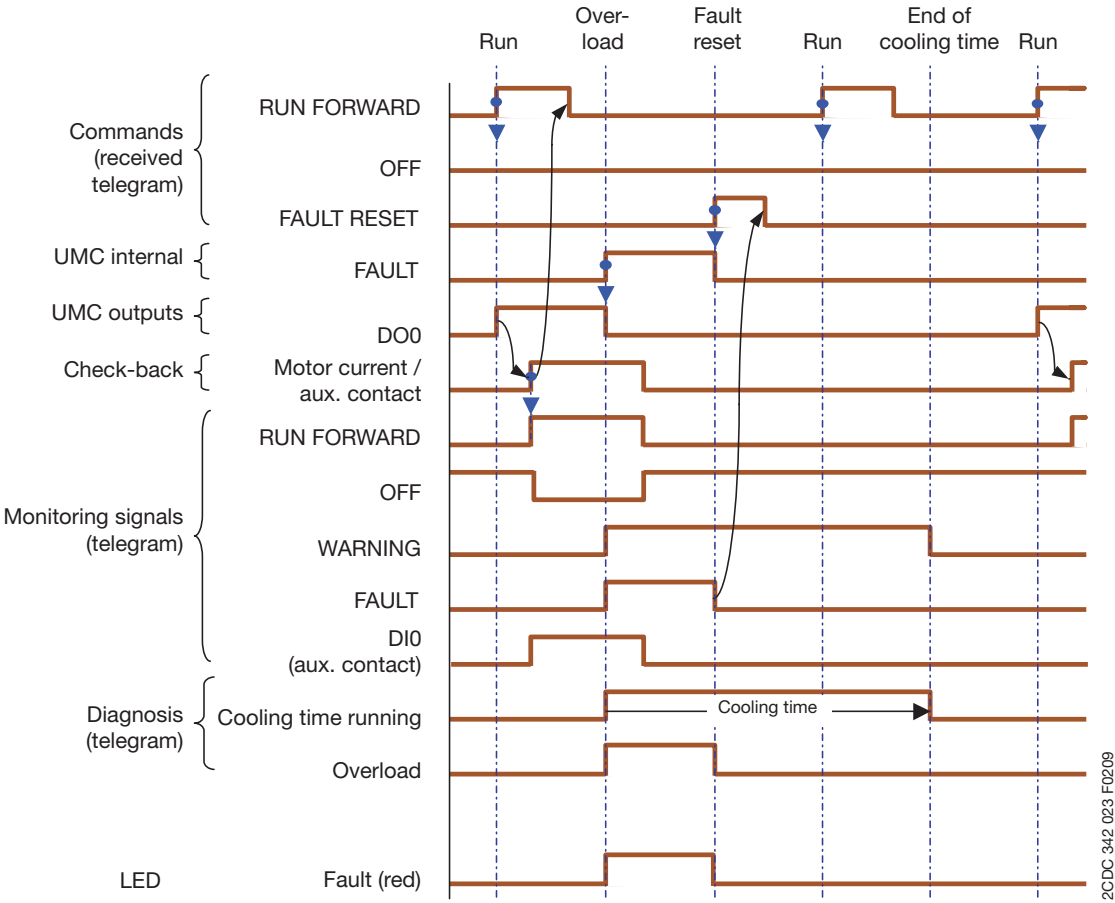 Over-
Fault
End of
Run
load
reset
Run
cooling time
Run
RUN FORWARD
Commands
(received
telegram)
OFF
FAULT RESET
UMC internal
FAULT
UMC outputs
DO0
Check-back
Motor current /
aux. contact
RUN FORWARD
OFF
Monitoring signals
(telegram)
WARNING
FAULT
DI0
(aux. contact)
Diagnosis
(telegram)
Cooling time running
Cooling time
Overload
LED
Fault (red)
2CDC 342 023 F0209